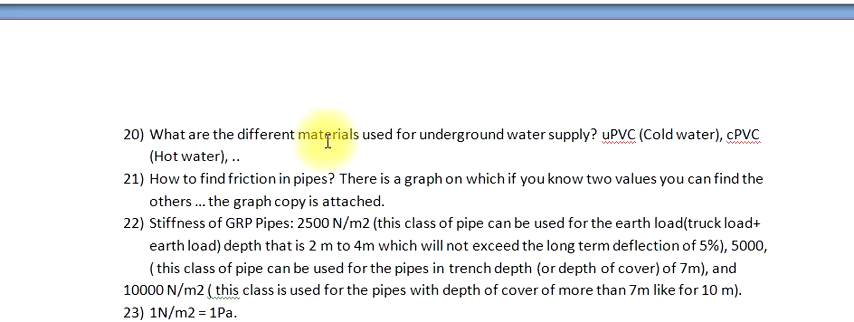 20) What are the different materials used for underground water supply? uPVC (Cold water), cPVC
(Hot water), ..
21) How to find friction in pipes? There is a graph on which if you know two values you can find the
others ... the graph copy is attached.
22) Stiffness of GRP Pipes: 2500 N/m2 (this class of pipe can be used for the earth load(truck load+
earth load) depth that is 2 m to 4m which will not exceed the long term deflection of 5%), 5000,
( this class of pipe can be used for the pipes in trench depth (or depth of cover) of 7m), and
10000 N/m2 ( this class is used for the pipes with depth of cover of more than 7m like for 10 m).
23) 1N/m2 = 1Pa.